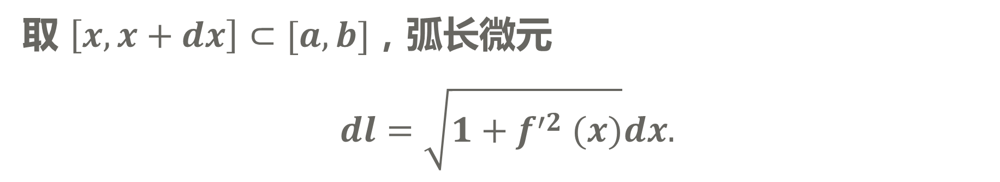 取 [x, x + dx] ⊂ [a, b]，弧长微元
dl = √(1 + f′² (x))dx.